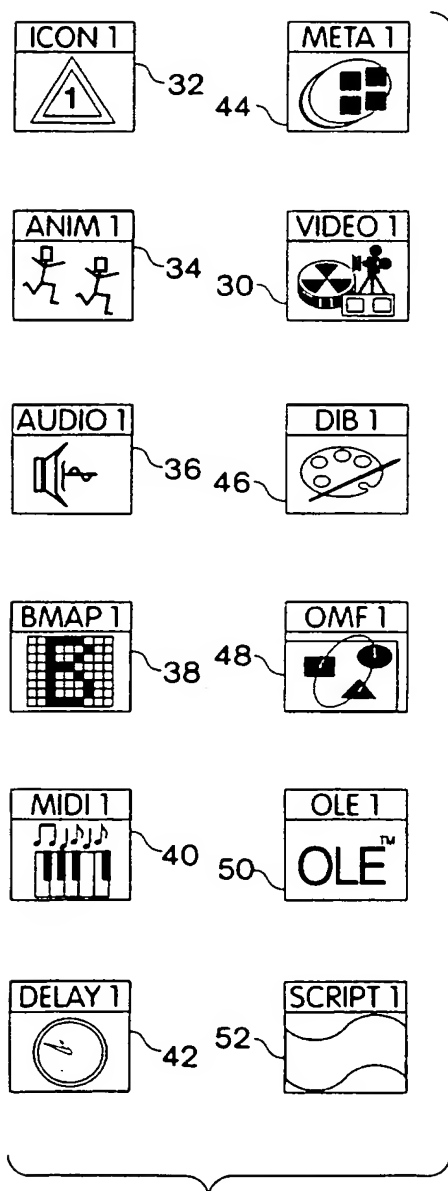 ICON 1
1
32
META 1
44
ANIM 1
34
VIDEO 1
30
AUDIO 1
36
DIB 1
46
BMAP 1
B
38
OMF 1
48
MIDI 1
40
OLE 1
OLE™
50
DELAY 1
42
SCRIPT 1
52